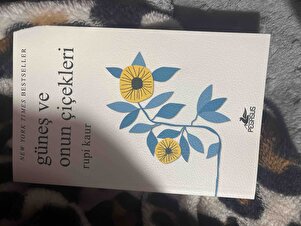 NEW YORK TIMES BESTSELLER
güneş ve
onun çiçekleri
rupi kaur
PEGASUS